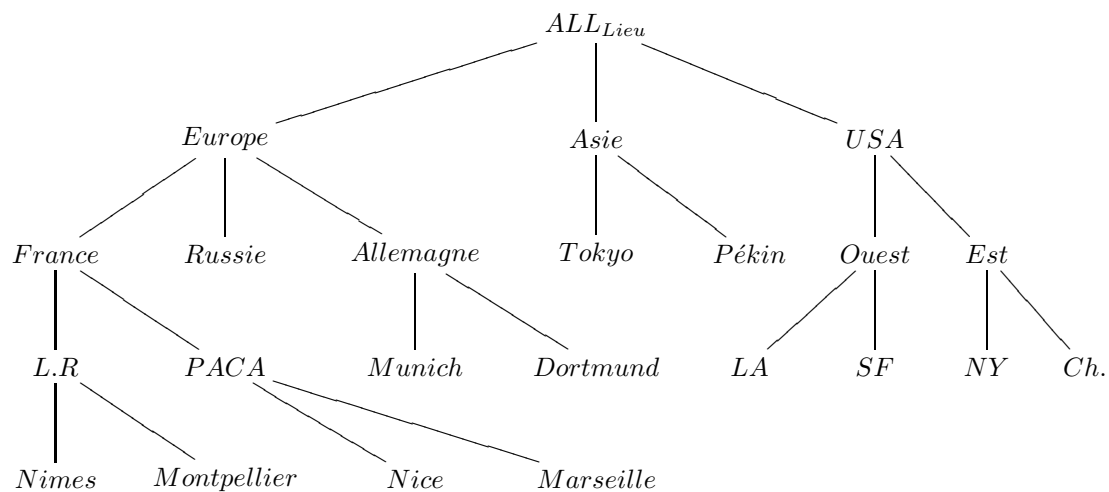 ALL_Lieu
Europe Asie USA
France Russie Allemagne Tokyo Pékin Ouest Est
L.R PACA Munich Dortmund LA SF NY Ch.
Nimes Montpellier Nice Marseille